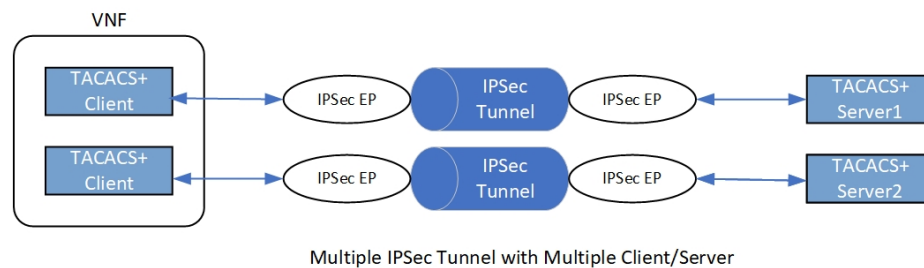 VNF
TACACS+
Client
IPSec EP
IPSec
Tunnel
IPSec EP
TACACS+
Server1
TACACS+
Client
IPSec EP
IPSec
Tunnel
IPSec EP
TACACS+
Server2
Multiple IPSec Tunnel with Multiple Client/Server